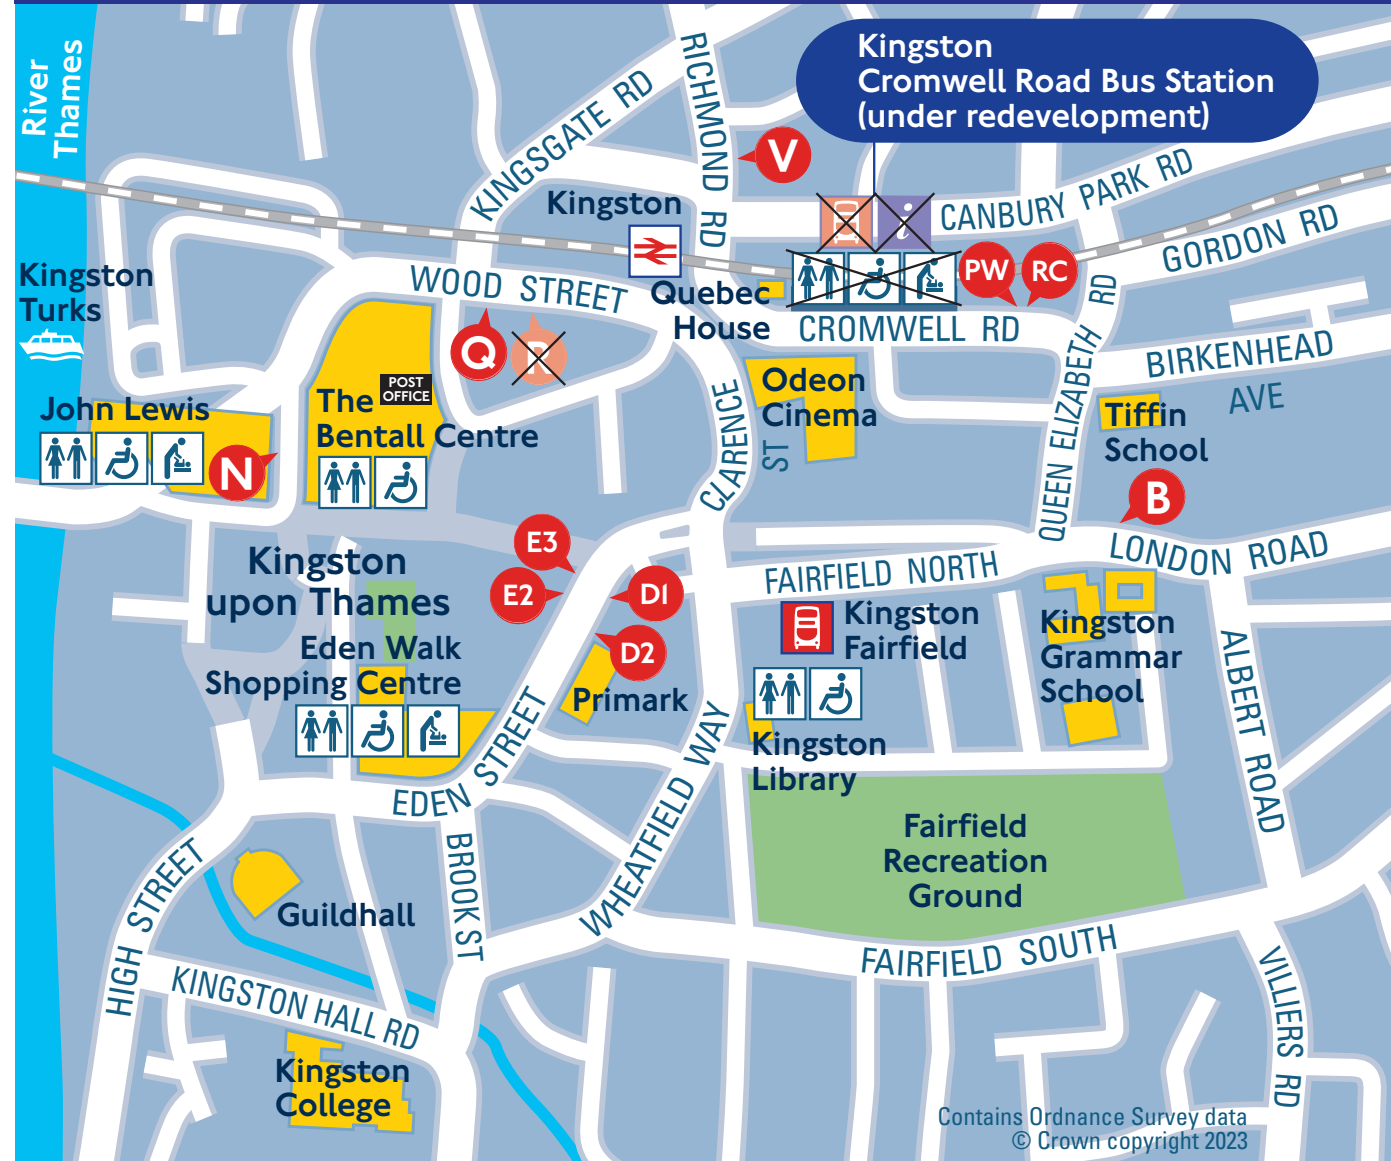 River
Thames
RICHMOND RD
Kingston
Cromwell Road Bus Station
(under redevelopment)
KINGSGATE RD
V
CANBURY PARK RD
Kingston
i
GORDON RD
PW
RC
Kingston
Turks
WOOD STREET
Quebec
House
CROMWELL RD
QUEEN ELIZABETH RD
BIRKENHEAD
AVE
Q
R
POST
OFFICE
The
Bentall Centre
Odeon
Cinema
CLARENCE
ST
Tiffin
School
John Lewis
N
B
LONDON ROAD
E3
E2
D1
D2
FAIRFIELD NORTH
Kingston
upon Thames
Kingston
Fairfield
Kingston
Grammar
School
Eden Walk
Shopping Centre
Primark
ALBERT ROAD
Kingston
Library
EDEN STREET
WHEATFIELD WAY
BROOK ST
Fairfield
Recreation
Ground
HIGH STREET
Guildhall
FAIRFIELD SOUTH
VILLIERS RD
KINGSTON HALL RD
Kingston
College
Contains Ordnance Survey data
© Crown copyright 2023